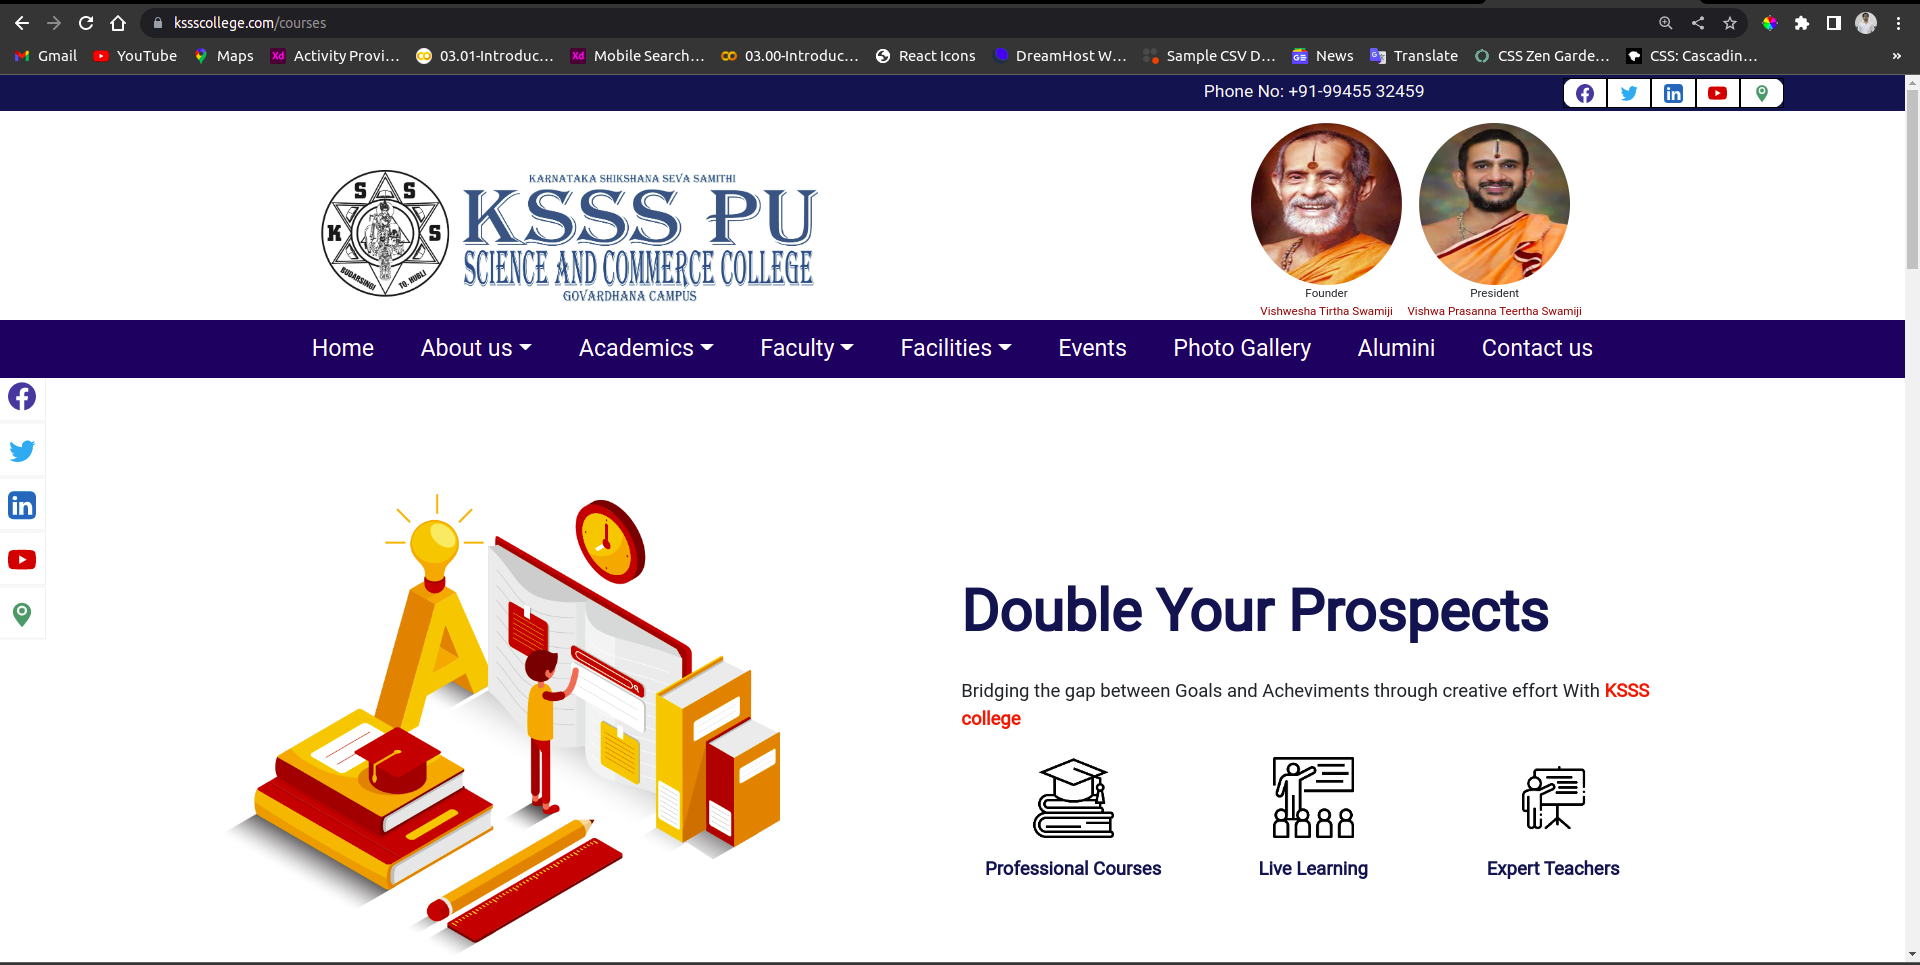 kssscollege.com/courses
Gmail YouTube Maps Activity Provi... 03.01-Introduc... Mobile Search... 03.00-Introduc... React Icons DreamHost W... Sample CSV D... News Translate CSS Zen Garde... CSS: Cascadin... »
Phone No: +91-99455 32459
S S
K S
BUDARSINGI TQ. HUBLI
KARNATAKA SHIKSHANA SEVA SAMITHI
KSSS PU
SCIENCE AND COMMERCE COLLEGE
GOVARDHANA CAMPUS
Founder
Vishwesha Tirtha Swamiji
President
Vishwa Prasanna Teertha Swamiji
Home About us Academics Faculty Facilities Events Photo Gallery Alumini Contact us
Double Your Prospects
Bridging the gap between Goals and Acheviments through creative effort With KSSS
college
Professional Courses Live Learning Expert Teachers